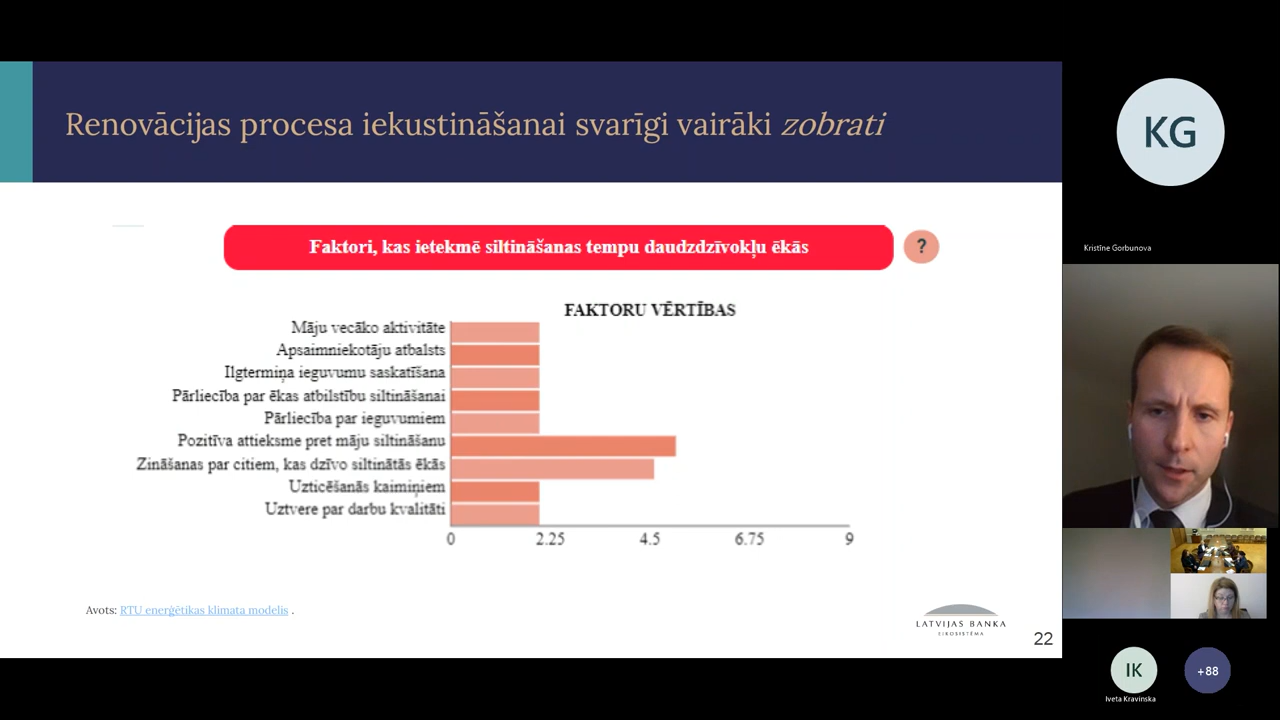 Renovācijas procesa iekustināšanai svarīgi vairāki zobrati
Faktori, kas ietekmē siltināšanas tempu daudzdzīvokļu ēkās
?
FAKTORU VĒRTĪBAS
Māju vecāko aktivitāte
Apsaimniekotāju atbalsts
Ilgtermiņa ieguvumu saskatīšana
Pārliecība par ēkas atbilstību siltināšanai
Pārliecība par ieguvumiem
Pozitīva attieksme pret māju siltināšanu
Zināšanas par citiem, kas dzīvo siltinātās ēkās
Uzticēšanās kaimiņiem
Uztvere par darbu kvalitāti
0 2.25 4.5 6.75 9
Avots: RTU enerģētikas klimata modelis .
LATVIJAS BANKA
EIROSISTĒMA
22
KG
Kristīne Gorbunova
IK
Iveta Kravinska
+88